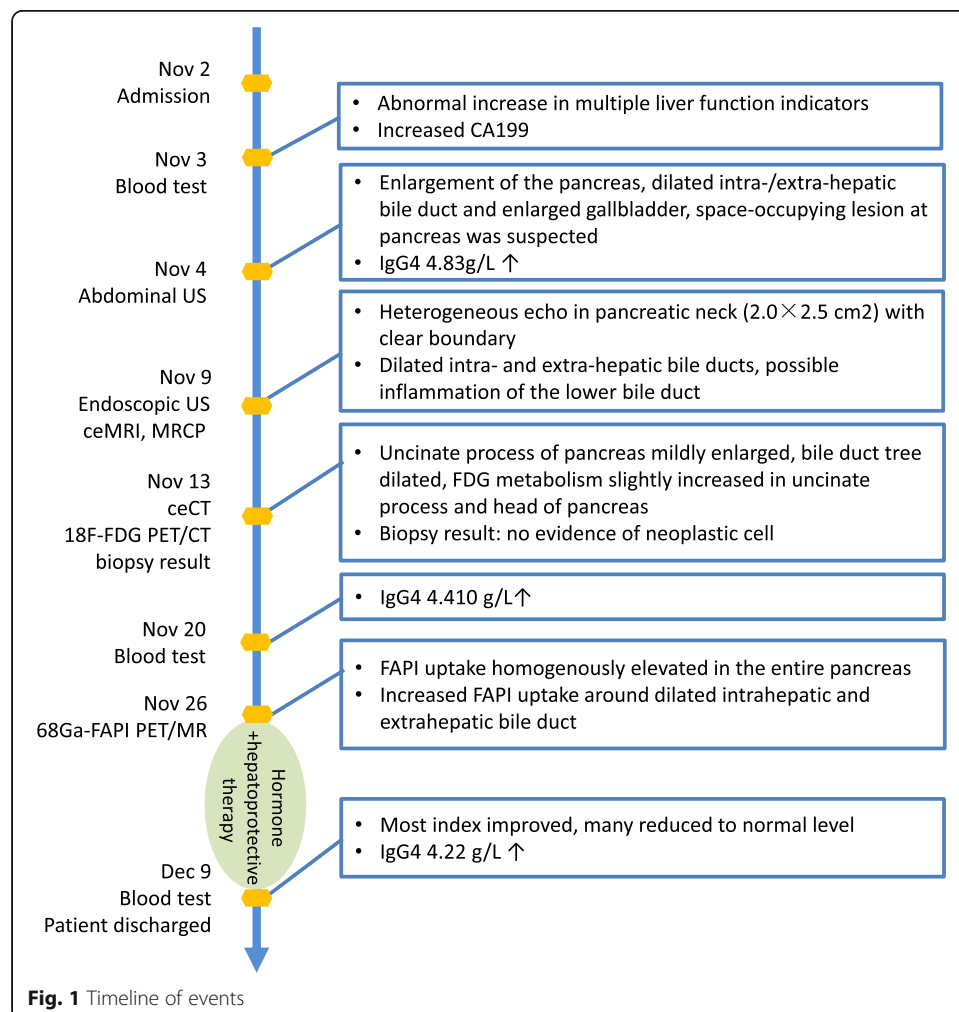 Nov 2
Admission
• Abnormal increase in multiple liver function indicators
• Increased CA199
Nov 3
Blood test
• Enlargement of the pancreas, dilated intra-/extra-hepatic
bile duct and enlarged gallbladder, space-occupying lesion at
pancreas was suspected
• IgG4 4.83g/L ↑
Nov 4
Abdominal US
• Heterogeneous echo in pancreatic neck (2.0×2.5 cm2) with
clear boundary
• Dilated intra- and extra-hepatic bile ducts, possible
inflammation of the lower bile duct
Nov 9
Endoscopic US
ceMRI, MRCP
• Uncinate process of pancreas mildly enlarged, bile duct tree
dilated, FDG metabolism slightly increased in uncinate
process and head of pancreas
• Biopsy result: no evidence of neoplastic cell
Nov 13
ceCT
18F-FDG PET/CT
biopsy result
• IgG4 4.410 g/L↑
Nov 20
Blood test
• FAPI uptake homogenously elevated in the entire pancreas
• Increased FAPI uptake around dilated intrahepatic and
extrahepatic bile duct
Nov 26
68Ga-FAPI PET/MR
Hormone
+hepatoprotective
therapy
• Most index improved, many reduced to normal level
• IgG4 4.22 g/L ↑
Dec 9
Blood test
Patient discharged
Fig. 1 Timeline of events